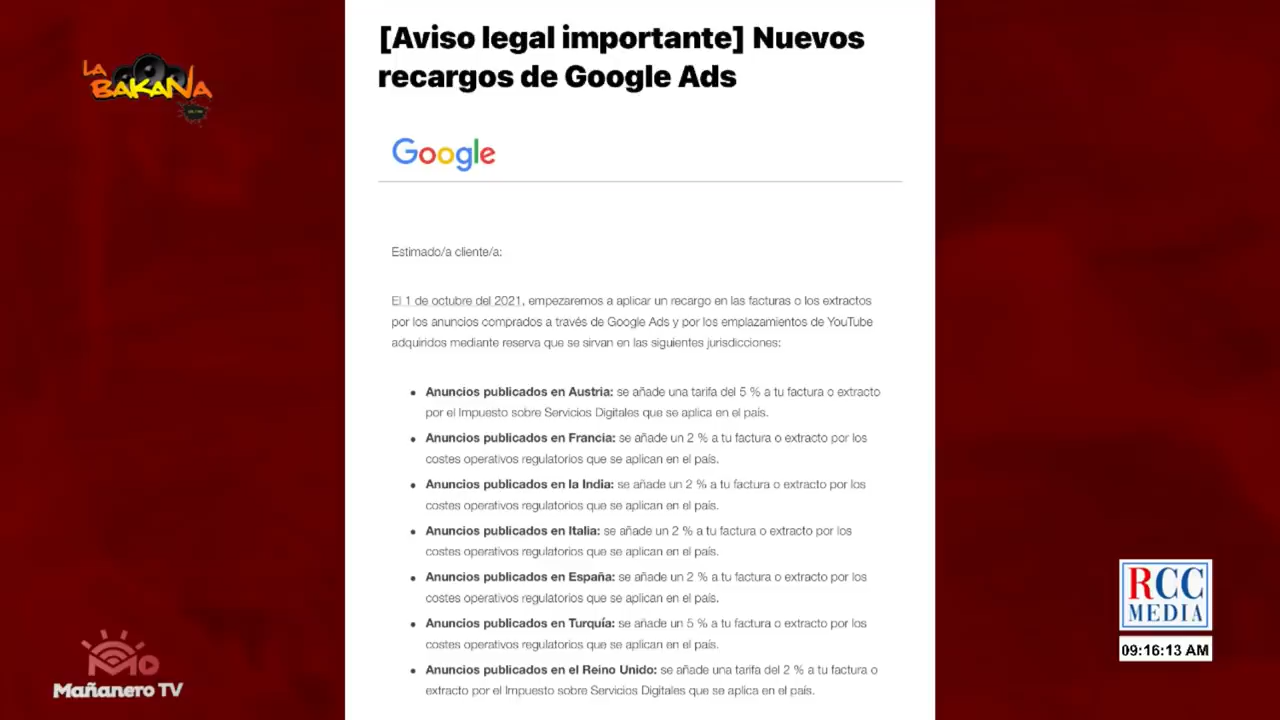 [Aviso legal importante] Nuevos
recargos de Google Ads
LA
BAKANA
Google
Estimado/a cliente/a:
El 1 de octubre del 2021, empezaremos a aplicar un recargo en las facturas o los extractos
por los anuncios comprados a través de Google Ads y por los emplazamientos de YouTube
adquiridos mediante reserva que se sirvan en las siguientes jurisdicciones:
• Anuncios publicados en Austria: se añade una tarifa del 5 % a tu factura o extracto
por el Impuesto sobre Servicios Digitales que se aplica en el país.
• Anuncios publicados en Francia: se añade un 2 % a tu factura o extracto por los
costes operativos regulatorios que se aplican en el país.
• Anuncios publicados en la India: se añade un 2 % a tu factura o extracto por los
costes operativos regulatorios que se aplican en el país.
• Anuncios publicados en Italia: se añade un 2 % a tu factura o extracto por los
costes operativos regulatorios que se aplican en el país.
• Anuncios publicados en España: se añade un 2 % a tu factura o extracto por los
costes operativos regulatorios que se aplican en el país.
• Anuncios publicados en Turquía: se añade un 5 % a tu factura o extracto por los
costes operativos regulatorios que se aplican en el país.
• Anuncios publicados en el Reino Unido: se añade una tarifa del 2 % a tu factura o
extracto por el Impuesto sobre Servicios Digitales que se aplica en el país.
RCC
MEDIA
09:16:13 AM
Mañanero TV